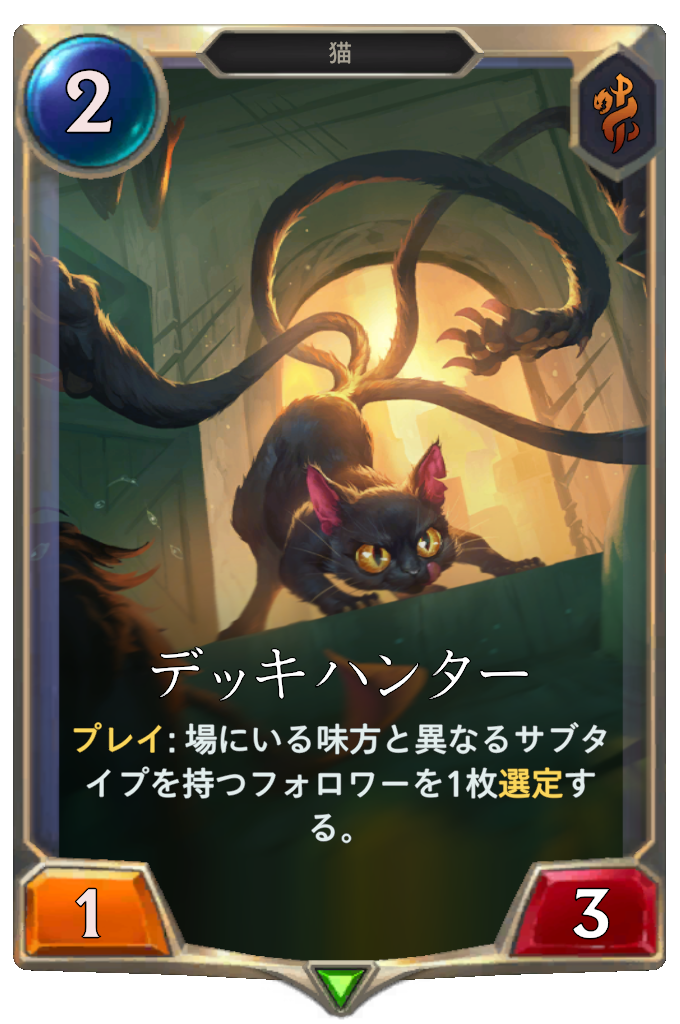 猫
2
デッキハンター
プレイ: 場にいる味方と異なるサブタ
イプを持つフォロワーを1枚選定す
る。
1
3